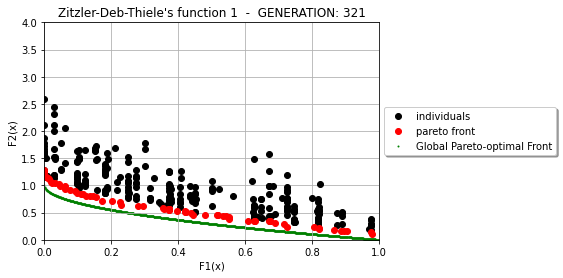 Zitzler-Deb-Thiele's function 1 - GENERATION: 321
4.0
3.5
3.0
2.5
2.0
1.5
1.0
0.5
0.0
F2(x)
0.0 0.2 0.4 0.6 0.8 1.0
F1(x)
individuals
pareto front
Global Pareto-optimal Front